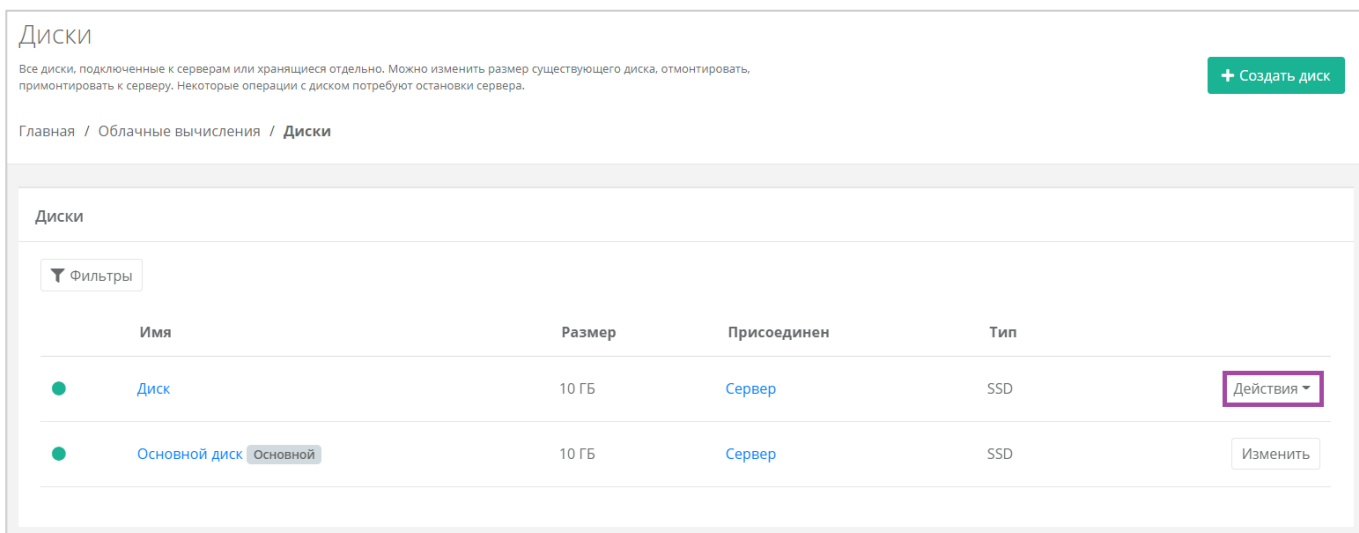 Диски
Все диски, подключенные к серверам или хранящиеся отдельно. Можно изменить размер существующего диска, отмонтировать,
примонтировать к серверу. Некоторые операции с диском потребуют остановки сервера.
+ Создать диск
Главная / Облачные вычисления / Диски
Диски
Фильтры
Имя Размер Присоединен Тип
Диск 10 ГБ Сервер SSD Действия
Основной диск Основной 10 ГБ Сервер SSD Изменить